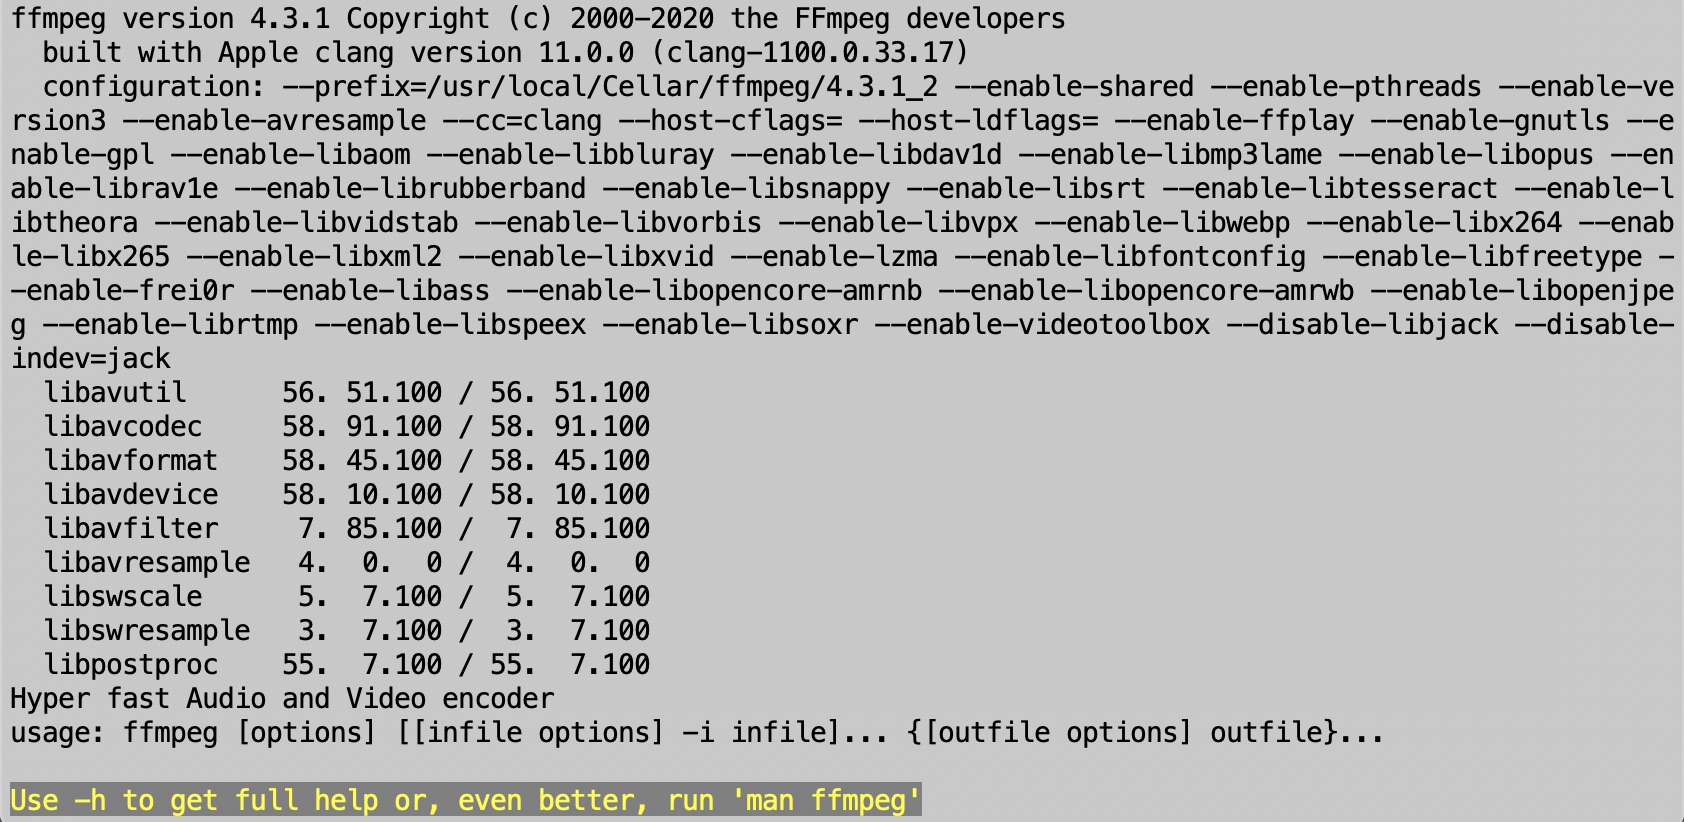 ffmpeg version 4.3.1 Copyright (c) 2000-2020 the FFmpeg developers
  built with Apple clang version 11.0.0 (clang-1100.0.33.17)
  configuration: --prefix=/usr/local/Cellar/ffmpeg/4.3.1_2 --enable-shared --enable-pthreads --enable-ve
rsion3 --enable-avresample --cc=clang --host-cflags= --host-ldflags= --enable-ffplay --enable-gnutls --e
nable-gpl --enable-libaom --enable-libbluray --enable-libdav1d --enable-libmp3lame --enable-libopus --en
able-librav1e --enable-librubberband --enable-libsnappy --enable-libsrt --enable-libtesseract --enable-l
ibtheora --enable-libvidstab --enable-libvorbis --enable-libvpx --enable-libwebp --enable-libx264 --enab
le-libx265 --enable-libxml2 --enable-libxvid --enable-lzma --enable-libfontconfig --enable-libfreetype -
-enable-frei0r --enable-libass --enable-libopencore-amrnb --enable-libopencore-amrwb --enable-libopenjpe
g --enable-librtmp --enable-libspeex --enable-libsoxr --enable-videotoolbox --disable-libjack --disable-
indev=jack
  libavutil      56. 51.100 / 56. 51.100
  libavcodec     58. 91.100 / 58. 91.100
  libavformat    58. 45.100 / 58. 45.100
  libavdevice    58. 10.100 / 58. 10.100
  libavfilter     7. 85.100 /  7. 85.100
  libavresample   4.  0.  0 /  4.  0.  0
  libswscale      5.  7.100 /  5.  7.100
  libswresample   3.  7.100 /  3.  7.100
  libpostproc    55.  7.100 / 55.  7.100
Hyper fast Audio and Video encoder
usage: ffmpeg [options] [[infile options] -i infile]... {[outfile options] outfile}...
Use -h to get full help or, even better, run 'man ffmpeg'